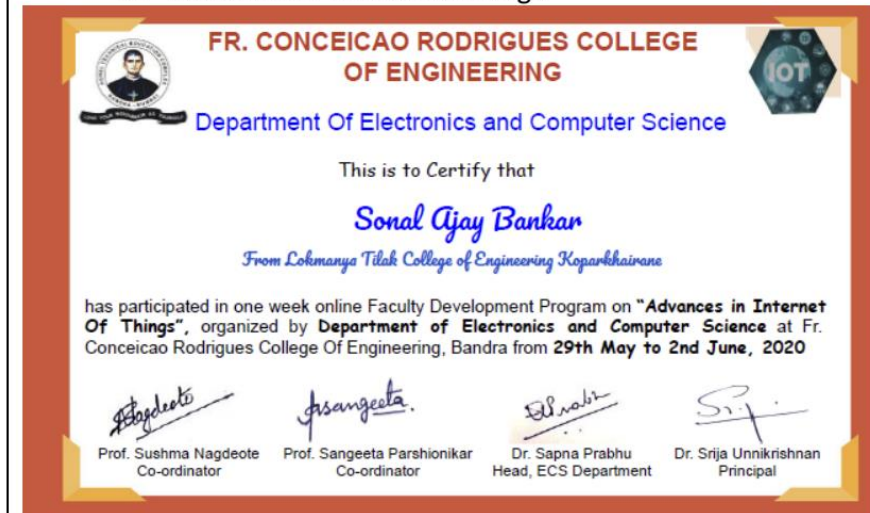 FR. CONCEICAO RODRIGUES COLLEGE
OF ENGINEERING
IOT
Department Of Electronics and Computer Science
This is to Certify that
Sonal Ajay Bankar
From Lokmanya Tilak College of Engineering Koparkhairane
has participated in one week online Faculty Development Program on “Advances in Internet
Of Things”, organized by Department of Electronics and Computer Science at Fr.
Conceicao Rodrigues College Of Engineering, Bandra from 29th May to 2nd June, 2020
Prof. Sushma Nagdeote
Co-ordinator
Prof. Sangeeta Parshionikar
Co-ordinator
Dr. Sapna Prabhu
Head, ECS Department
Dr. Srija Unnikrishnan
Principal